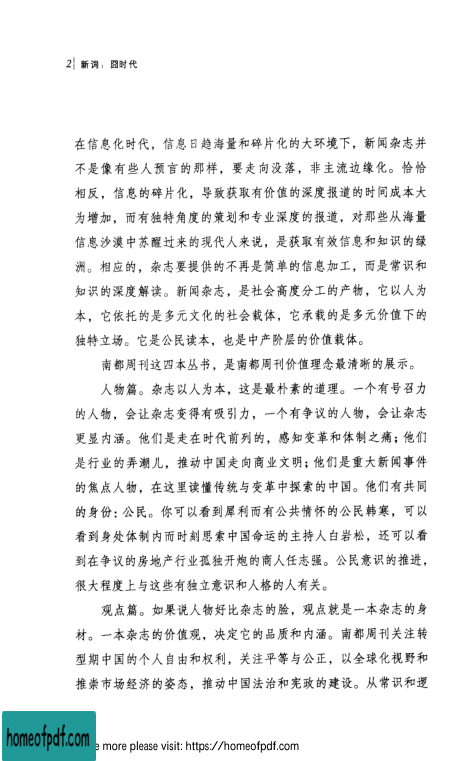 2| 新词：囧时代
在信息化时代，信息日趋海量和碎片化的大环境下，新闻杂志并
不是像有些人预言的那样，要走向没落，非主流边缘化。恰恰
相反，信息的碎片化，导致获取有价值的深度报道的时间成本大
为增加，而有独特角度的策划和专业深度的报道，对那些从海量
信息沙漠中苏醒过来的现代人来说，是获取有效信息和知识的绿
洲。相应的，杂志要提供的不再是简单的信息加工，而是常识和
知识的深度解读。新闻杂志，是社会高度分工的产物，它以人为
本，它依托的是多元文化的社会载体，它承载的是多元价值下的
独特立场。它是公民读本，也是中产阶层的价值载体。
南都周刊这四本丛书，是南都周刊价值理念最清晰的展示。
人物篇。杂志以人为本，这是最朴素的道理。一个有号召力
的人物，会让杂志变得有吸引力，一个有争议的人物，会让杂志
更显内涵。他们是走在时代前列的，感知变革和体制之痛；他们
是行业的弄潮儿，推动中国走向商业文明；他们是重大新闻事件
的焦点人物，在这里读懂传统与变革中探索的中国。他们有共同
的身份：公民。你可以看到犀利而有公共情怀的公民韩寒，可以
看到身处体制内而时刻思索中国命运的主持人白岩松，还可以看
到在争议的房地产行业孤独开炮的商人任志强。公民意识的推进，
很大程度上与这些有独立意识和人格的人有关。
观点篇。如果说人物好比杂志的脸，观点就是一本杂志的身
材。一本杂志的价值观，决定它的品质和内涵。南都周刊关注转
型期中国的个人自由和权利，关注平等与公正，以全球化视野和
推崇市场经济的姿态，推动中国法治和宪政的建设。从常识和逻
homeofpdf.com
e more please visit: https://homeofpdf.com